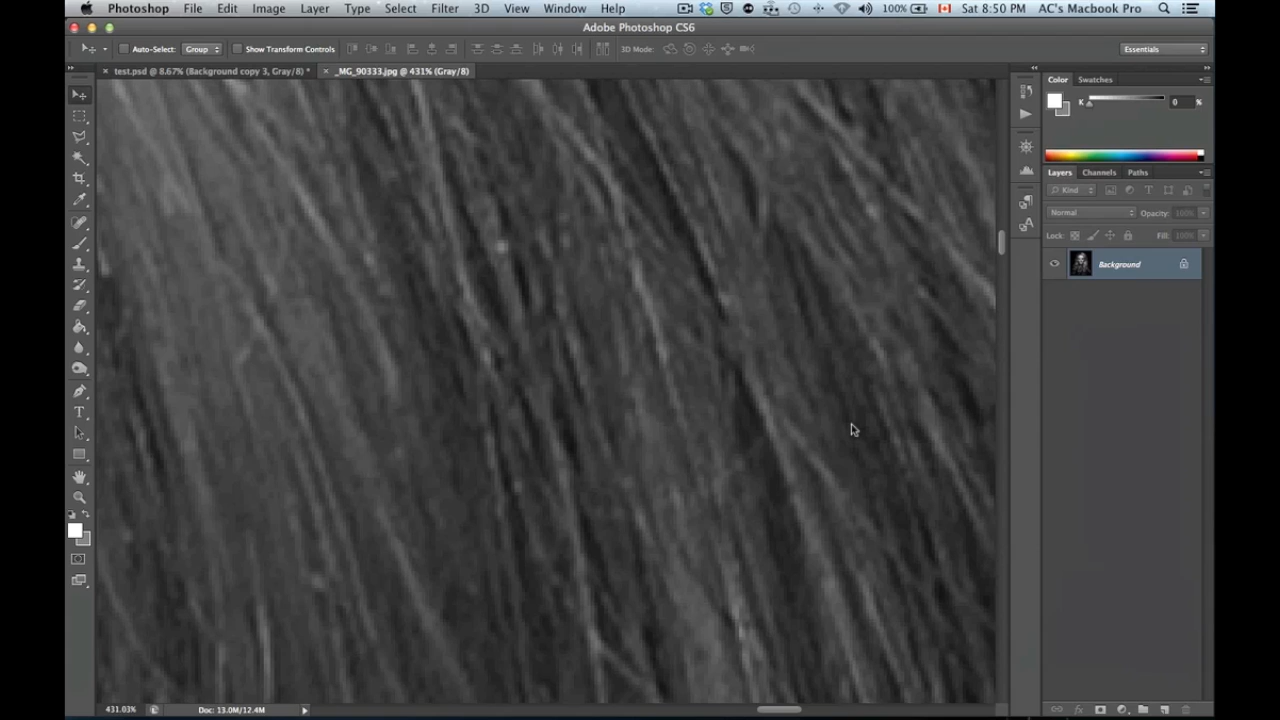 Photoshop File Edit Image Layer Type Select Filter 3D View Window Help 100% Sat 8:50 PM AC's Macbook Pro
Adobe Photoshop CS6
Auto-Select: Group Show Transform Controls 3D Mode: Essentials
× test.psd @ 8.67% (Background copy 3, Gray/8) * × _MG_90333.jpg @ 431% (Gray/8)
Color Swatches
K 0 %
Layers Channels Paths
Kind
Normal Opacity: 100%
Lock: Fill: 100%
Background
431.03% Doc: 13.0M/12.4M